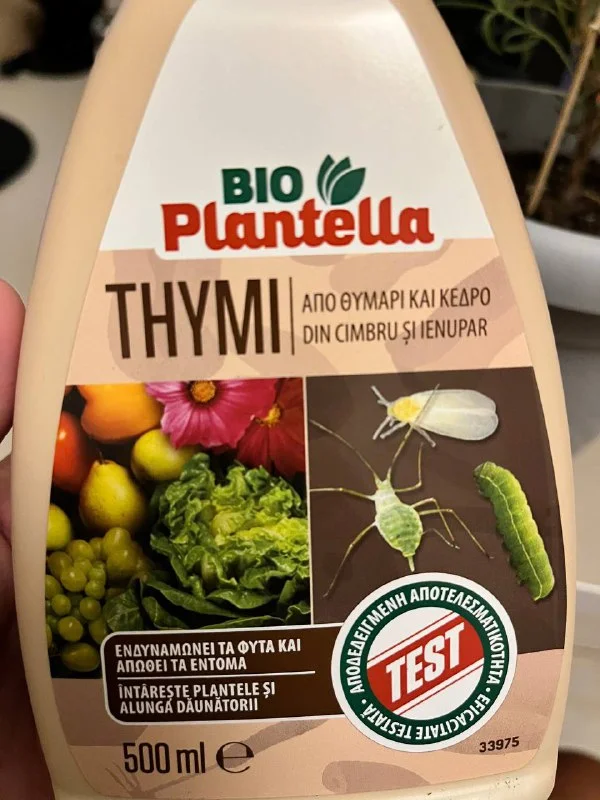 BIO
Plantella
THYMI
ΑΠΟ ΘΥΜΑΡΙ ΚΑΙ ΚΕΔΡΟ
DIN CIMBRU ȘI IENUPAR
ΕΝΔΥΝΑΜΩΝΕΙ ΤΑ ΦΥΤΑ ΚΑΙ
ΑΠΩΘΕΙ ΤΑ ΕΝΤΟΜΑ
ÎNTĂREȘTE PLANTELE ȘI
ALUNGĂ DĂUNĂTORII
ΑΠΟΔΕΔΕΙΓΜΕΝΗ ΑΠΟΤΕΛΕΣΜΑΤΙΚΟΤΗΤΑ
TEST
EFICACITATE TESTATĂ
500 ml ℮
33975